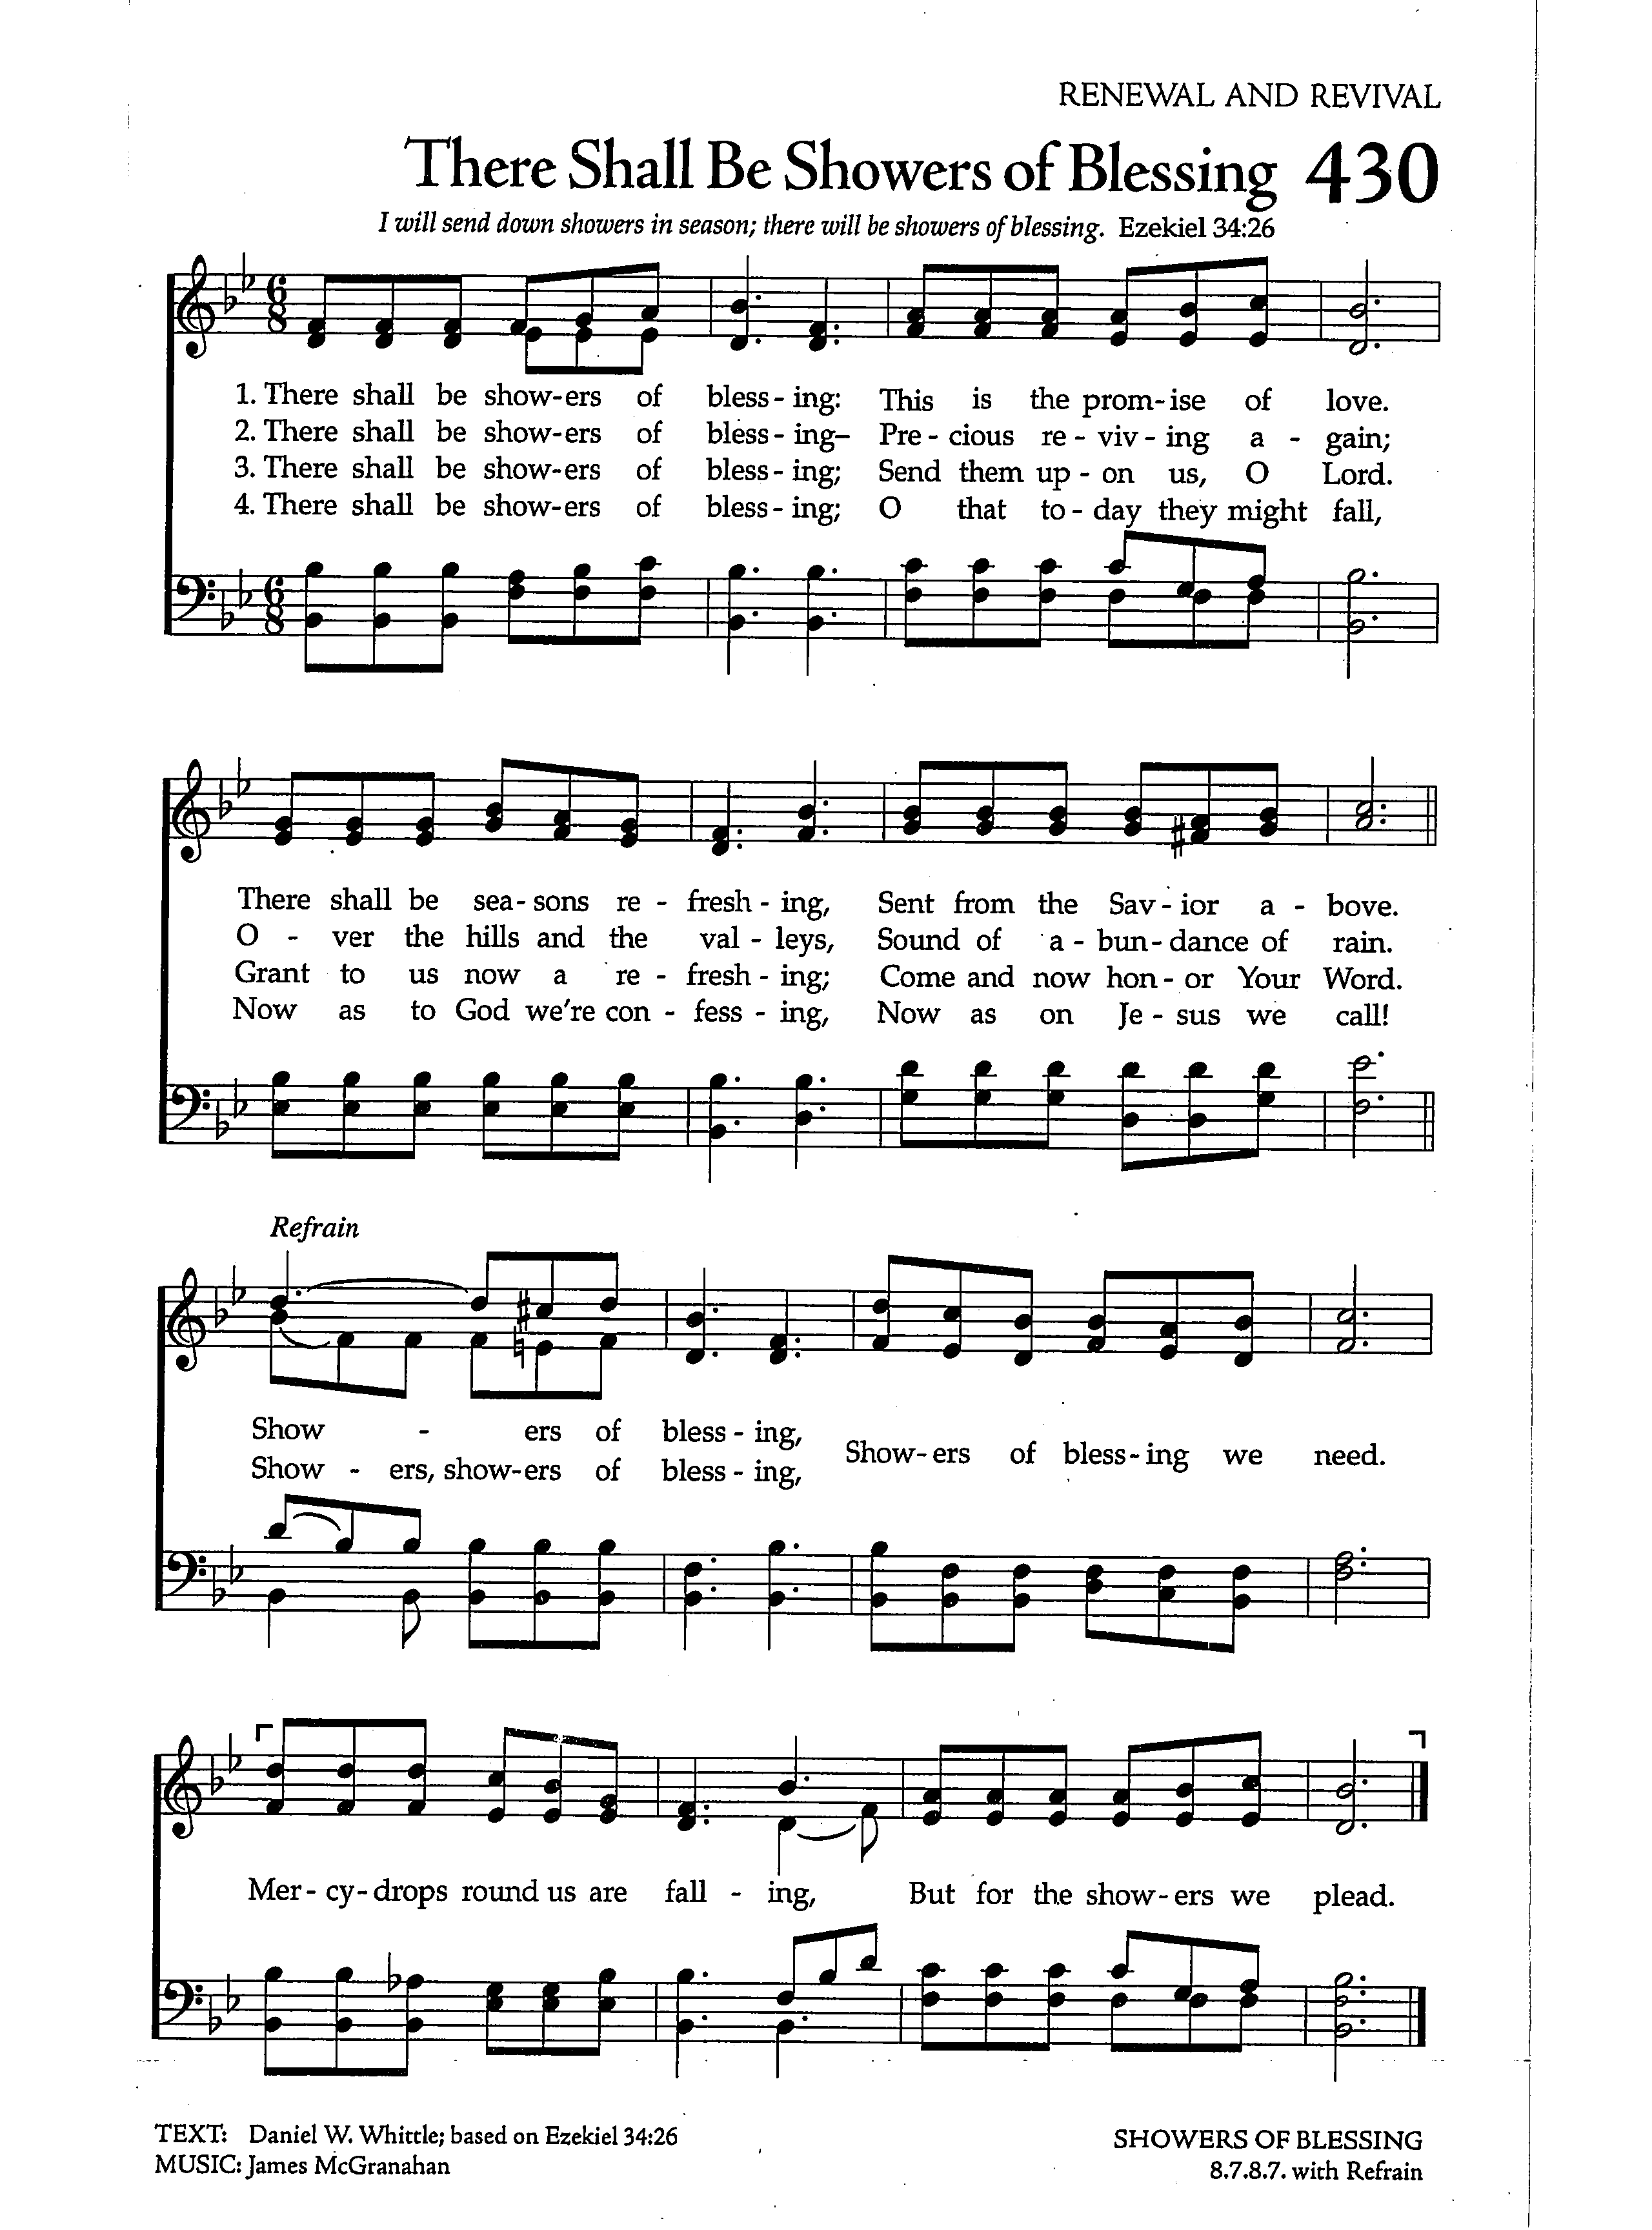 RENEWAL AND REVIVAL
There Shall Be Showers of Blessing 430
I will send down showers in season; there will be showers of blessing. Ezekiel 34:26
6
8
1. There shall be show-ers of bless-ing: This is the prom-ise of love.
2. There shall be show-ers of bless-ing– Pre-cious re-viv-ing a-gain;
3. There shall be show-ers of bless-ing; Send them up-on us, O Lord.
4. There shall be show-ers of bless-ing; O that to-day they might fall,
6
8
There shall be sea-sons re-fresh-ing, Sent from the Sav-ior a-bove.
O-ver the hills and the val-leys, Sound of a-bun-dance of rain.
Grant to us now a re-fresh-ing; Come and now hon-or Your Word.
Now as to God we're con-fess-ing, Now as on Je-sus we call!
Refrain
Show - ers of bless-ing,
Show-ers, show-ers of bless-ing, Show-ers of bless-ing we need.
Mer-cy-drops round us are fall-ing, But for the show-ers we plead.
TEXT: Daniel W. Whittle; based on Ezekiel 34:26
MUSIC: James McGranahan
SHOWERS OF BLESSING
8.7.8.7. with Refrain